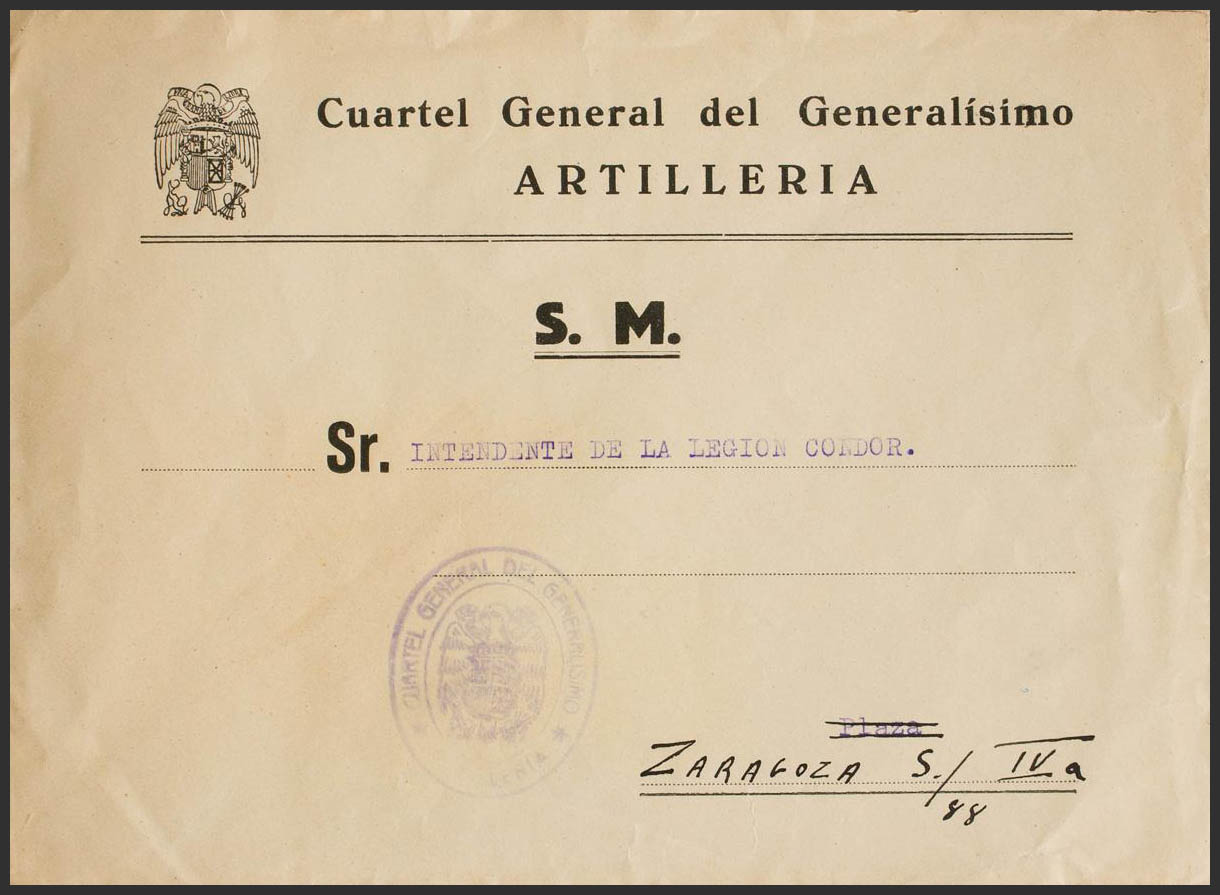 Cuartel General del Generalísimo
ARTILLERIA
S. M.
Sr. INTENDENTE DE LA LEGION CONDOR.
CUARTEL GENERAL DEL GENERALISIMO
Plaza
ZARAGOZA S./ IVa
88